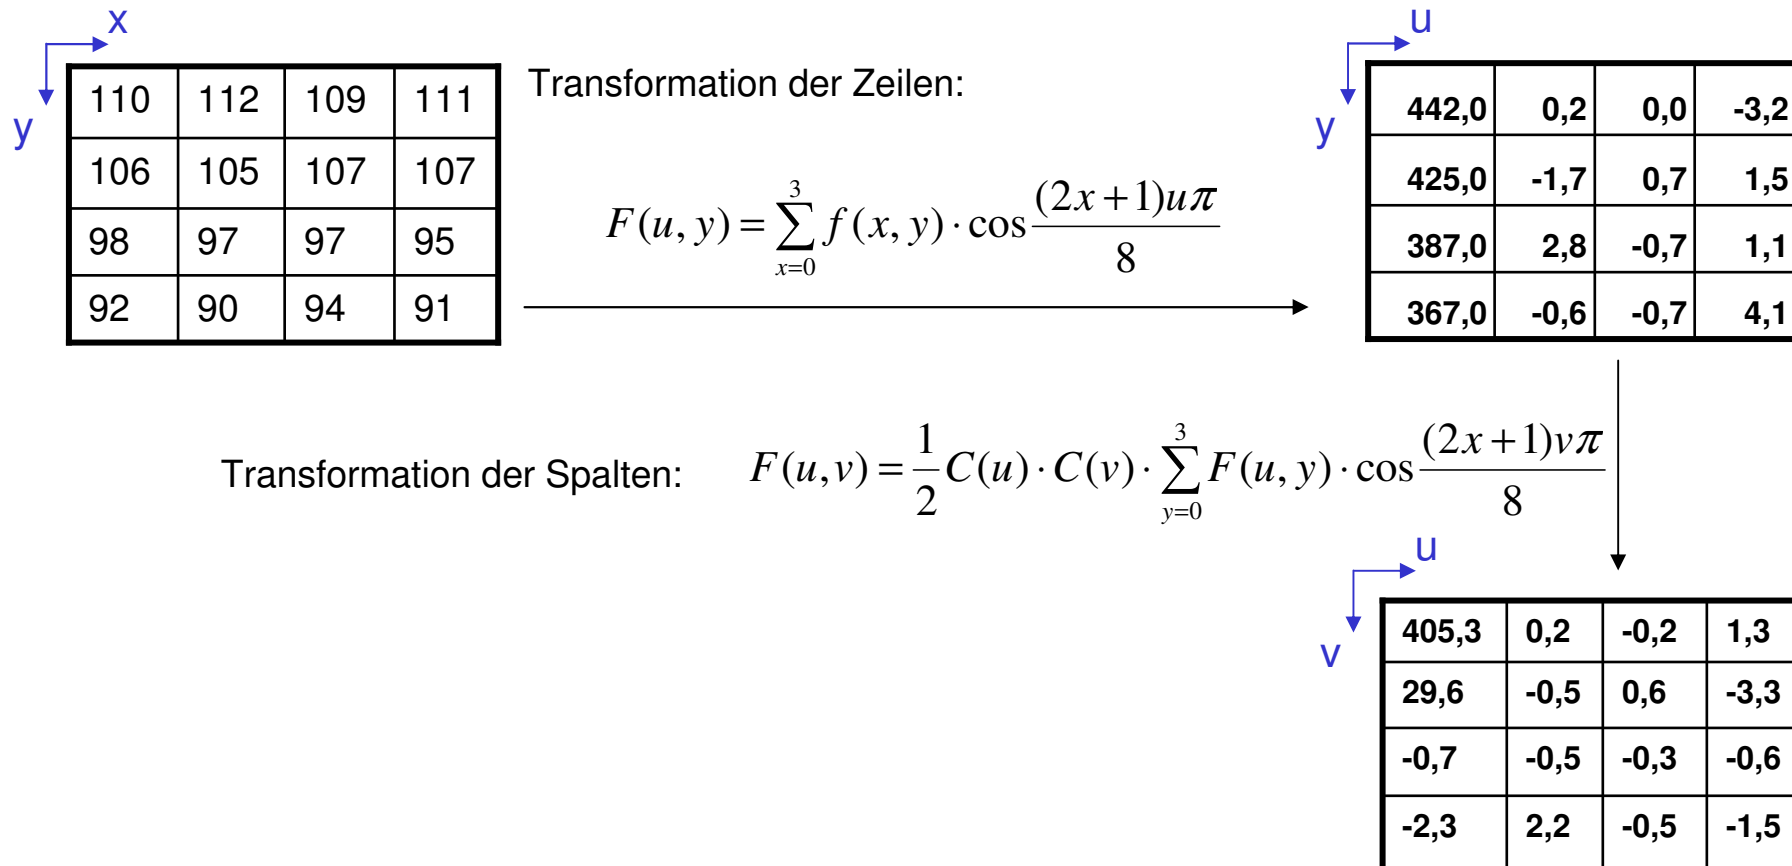 x
y
110 112 109 111
106 105 107 107
98 97 97 95
92 90 94 91
Transformation der Zeilen:
F(u, y) = \sum_{x=0}^{3} f(x, y) · cos \frac{(2x+1)uπ}{8}
u
y
442,0 0,2 0,0 -3,2
425,0 -1,7 0,7 1,5
387,0 2,8 -0,7 1,1
367,0 -0,6 -0,7 4,1
Transformation der Spalten:
F(u,v) = \frac{1}{2} C(u) · C(v) · \sum_{y=0}^{3} F(u, y) · cos \frac{(2x+1)vπ}{8}
u
v
405,3 0,2 -0,2 1,3
29,6 -0,5 0,6 -3,3
-0,7 -0,5 -0,3 -0,6
-2,3 2,2 -0,5 -1,5